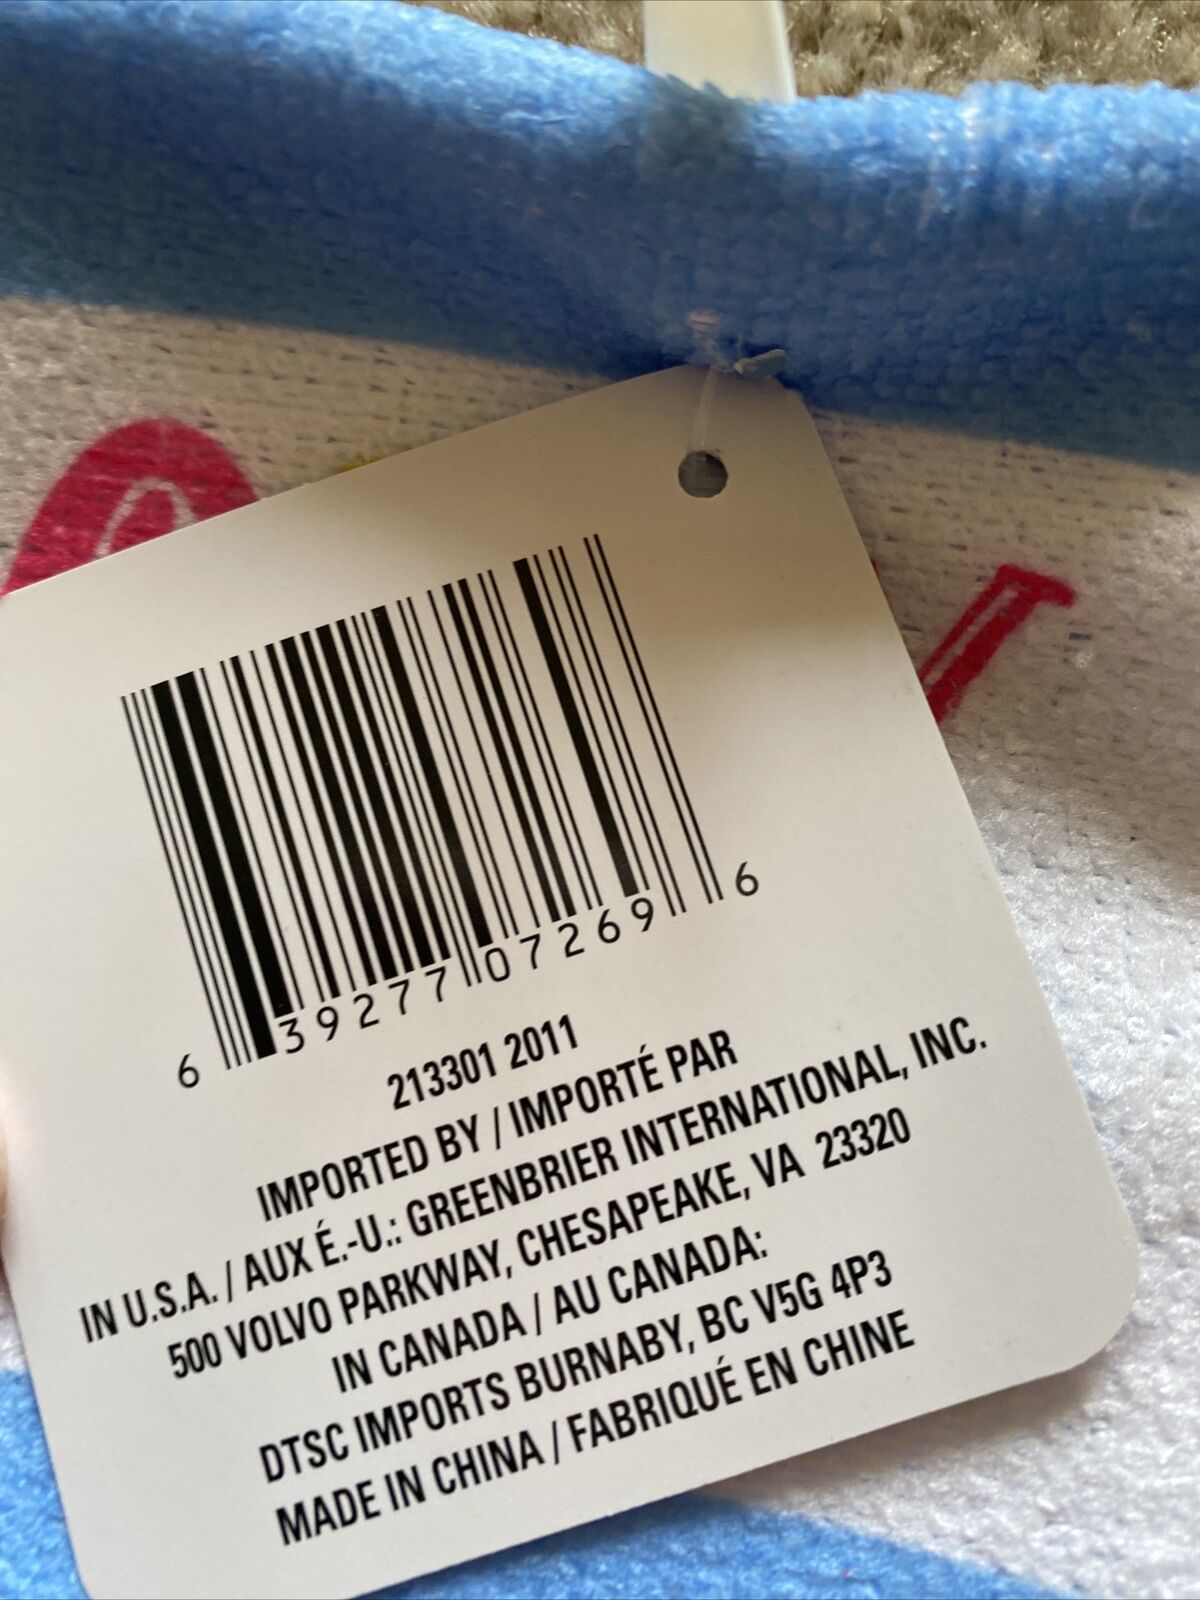 6 39277 07269 6
213301 2011
IMPORTED BY / IMPORTÉ PAR
IN U.S.A. / AUX É.-U.: GREENBRIER INTERNATIONAL, INC.
500 VOLVO PARKWAY, CHESAPEAKE, VA 23320
IN CANADA / AU CANADA:
DTSC IMPORTS BURNABY, BC V5G 4P3
MADE IN CHINA / FABRIQUÉ EN CHINE